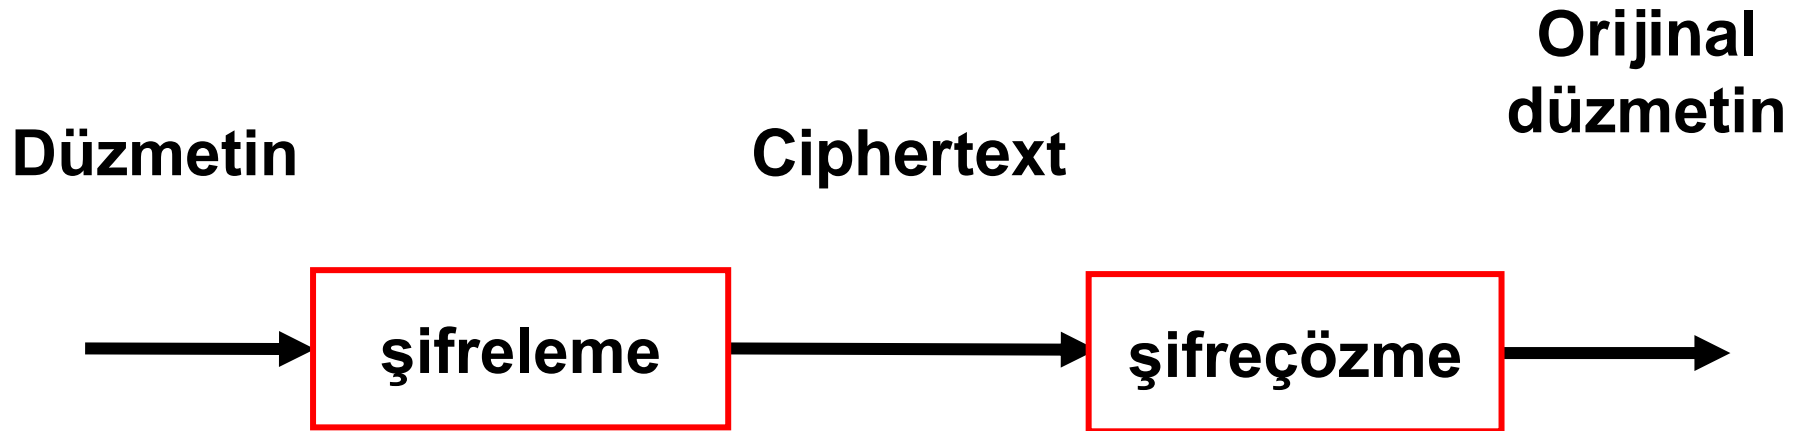 Orijinal
düzmetin
Düzmetin
Ciphertext
şifreleme
şifreçözme